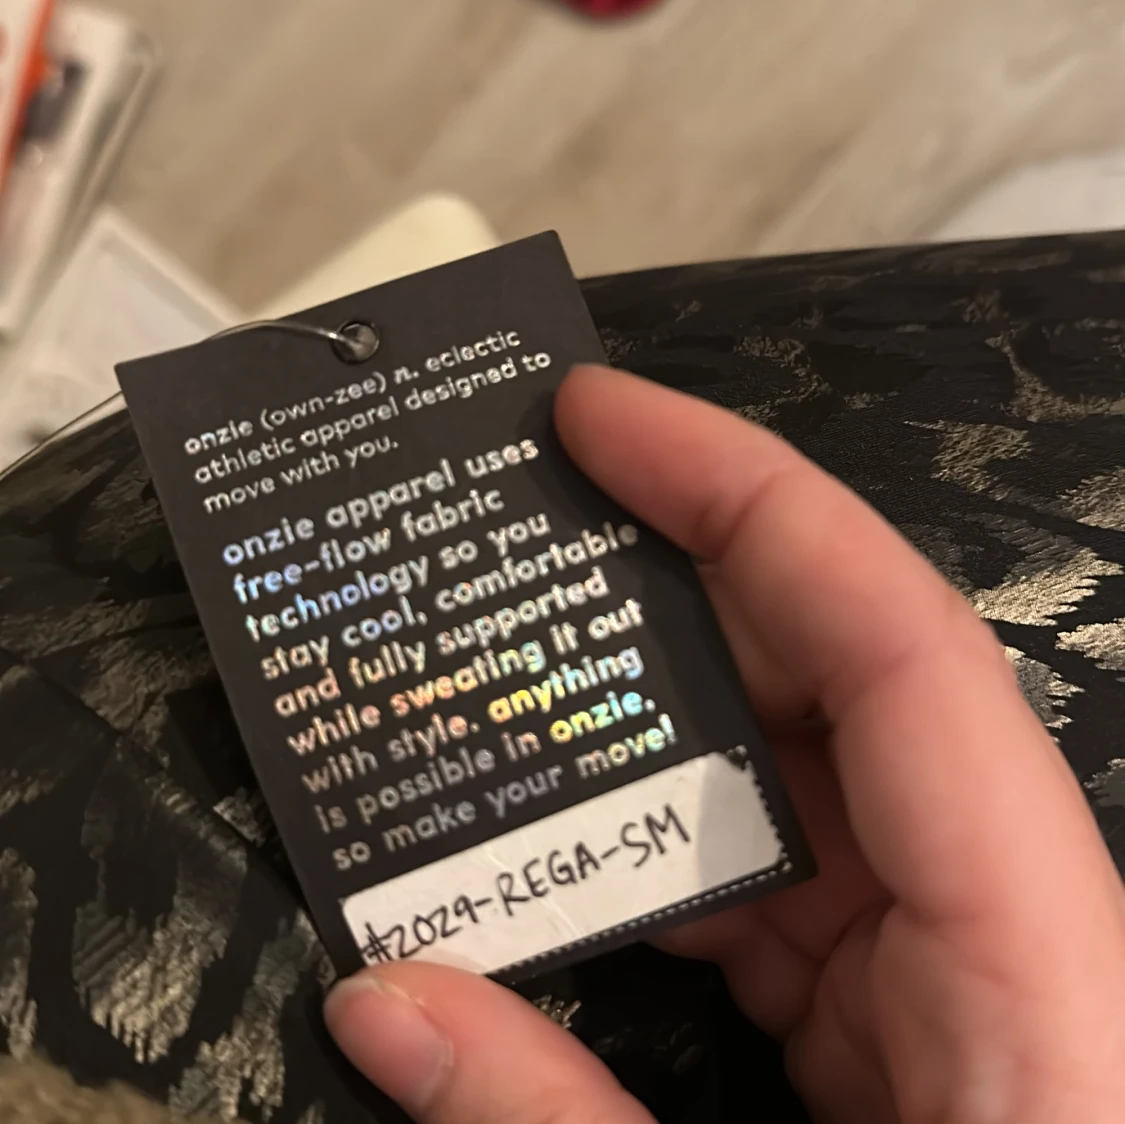 onzie (own-zee) n. eclectic
athletic apparel designed to
move with you.
onzie apparel uses
free-flow fabric
technology so you
stay cool, comfortable
and fully supported
while sweating it out
with style. anything
is possible in onzie.
so make your move!
#2029-REGA-SM